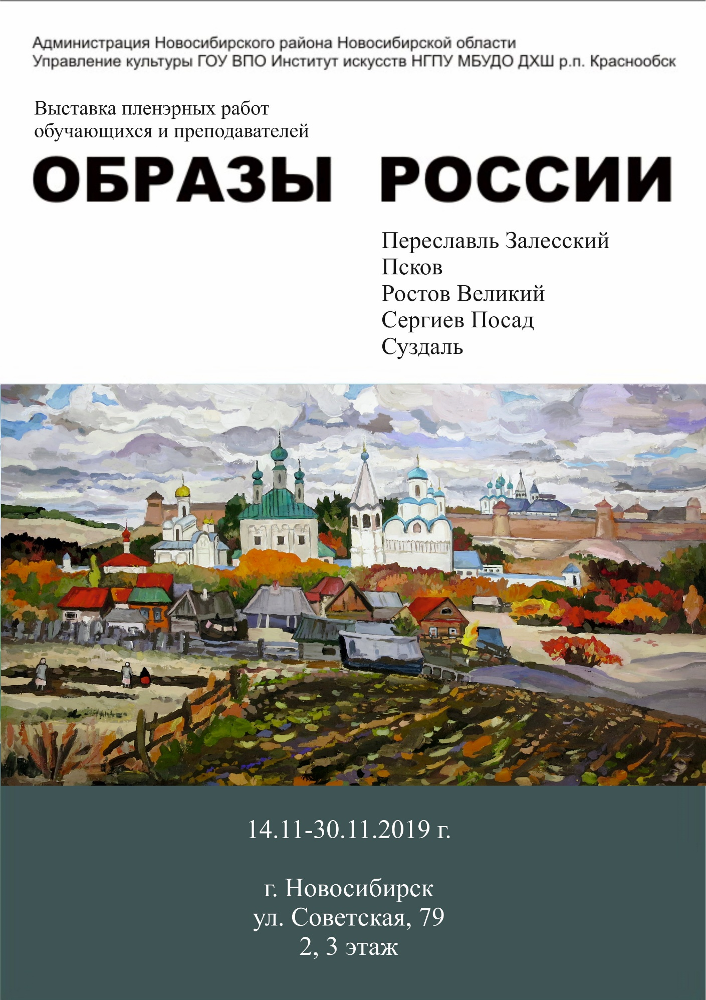 Администрация Новосибирского района Новосибирской области
Управление культуры ГОУ ВПО Институт искусств НГПУ МБУДО ДХШ р.п. Краснообск
Выставка пленэрных работ
обучающихся и преподавателей
ОБРАЗЫ РОССИИ
Переславль Залесский
Псков
Ростов Великий
Сергиев Посад
Суздаль
14.11-30.11.2019 г.
г. Новосибирск
ул. Советская, 79
2, 3 этаж